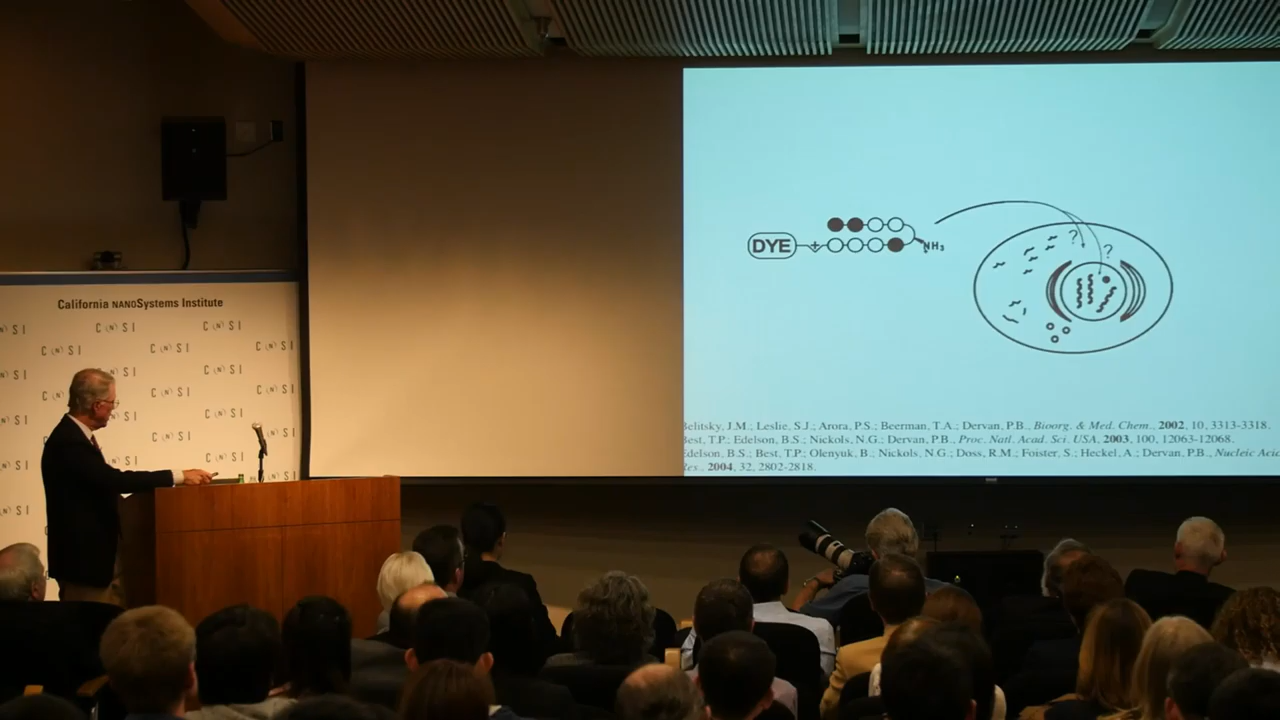 California NANOSystems Institute
C (N) S I
DYE
+
+
NH₃
?
?
Belitsky, J.M.; Leslie, S.J.; Arora, P.S.; Beerman, T.A.; Dervan, P.B., Bioorg. & Med. Chem., 2002, 10, 3313-3318.
Best, T.P.; Edelson, B.S.; Nickols, N.G.; Dervan, P.B., Proc. Natl. Acad. Sci. USA, 2003, 100, 12063-12068.
Edelson, B.S.; Best, T.P.; Olenyuk, B., Nickols, N.G.; Doss, R.M.; Foister, S.; Heckel, A.; Dervan, P.B., Nucleic Acid
Res., 2004, 32, 2802-2818.